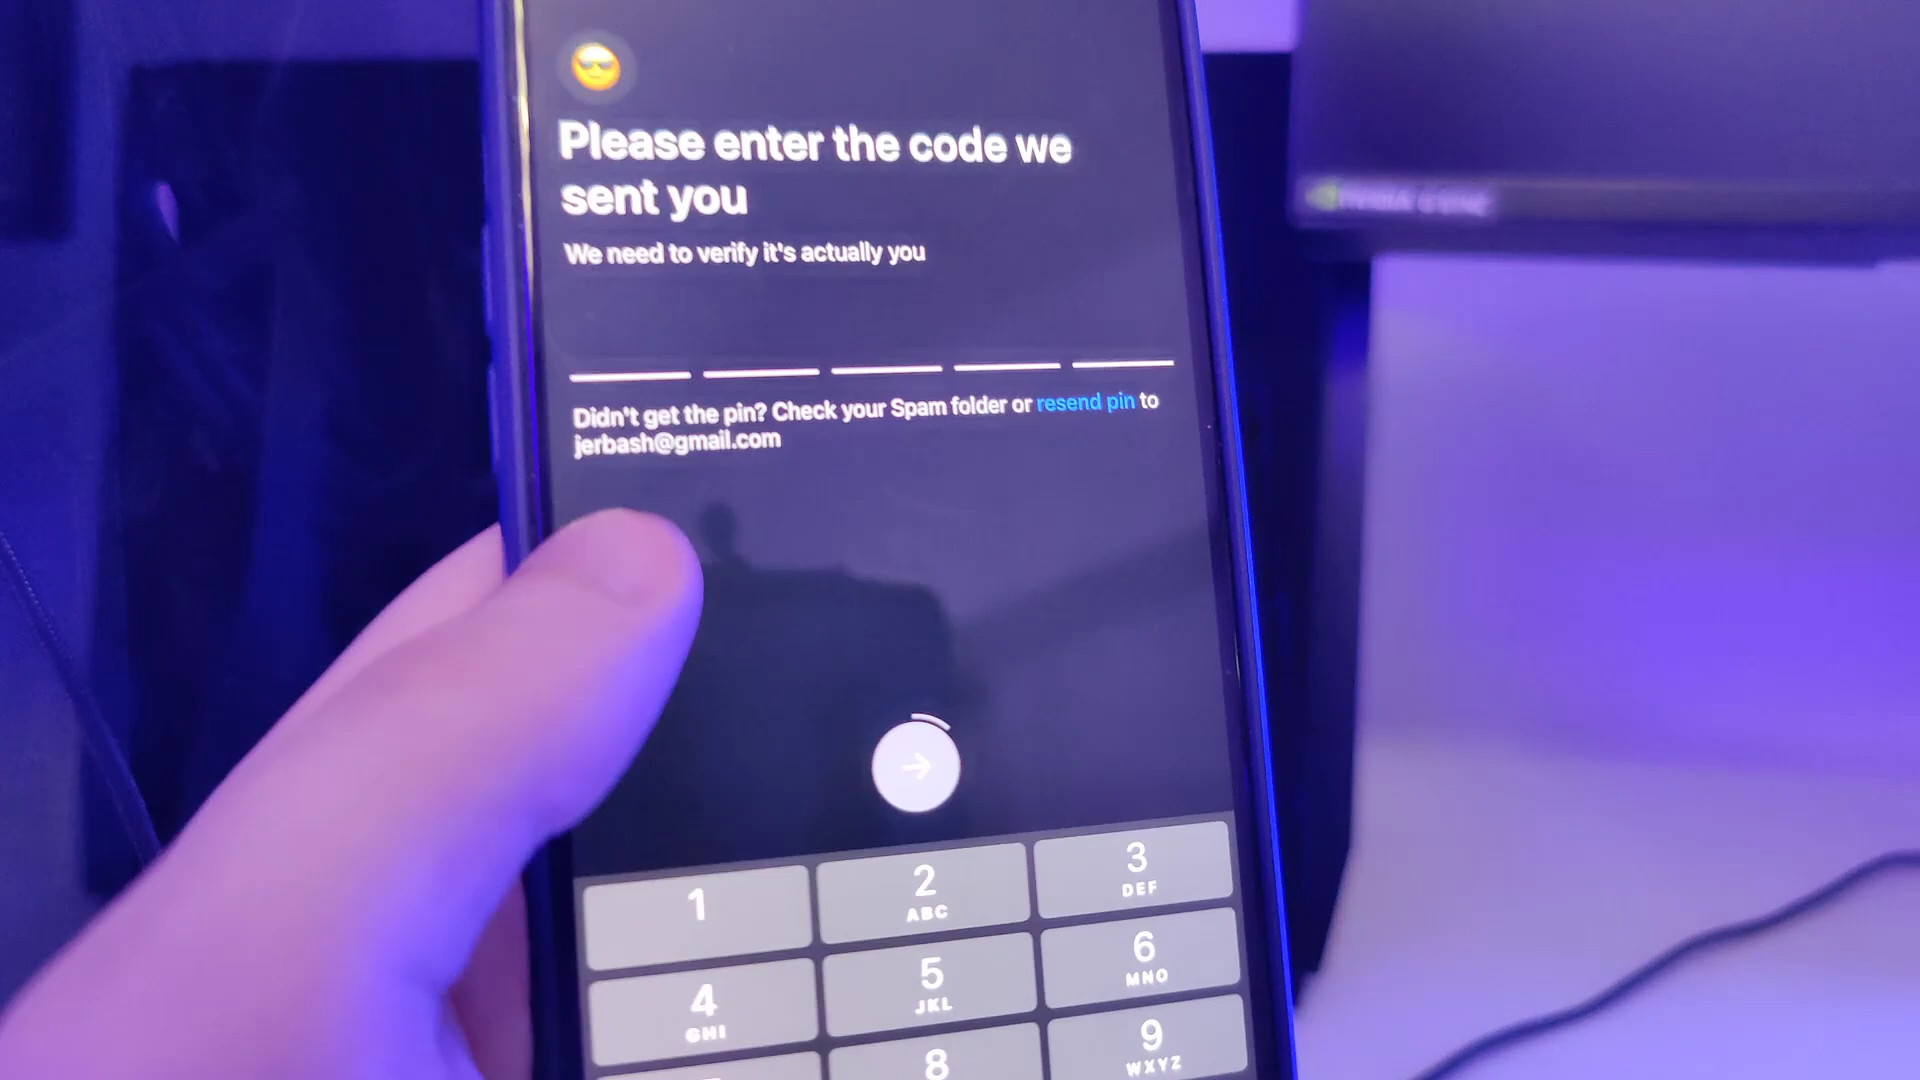 Please enter the code we
sent you
We need to verify it's actually you
Didn't get the pin? Check your Spam folder or resend pin to
jerbash@gmail.com
1
2
ABC
3
DEF
4
GHI
5
JKL
6
MNO
8
9
WXYZ